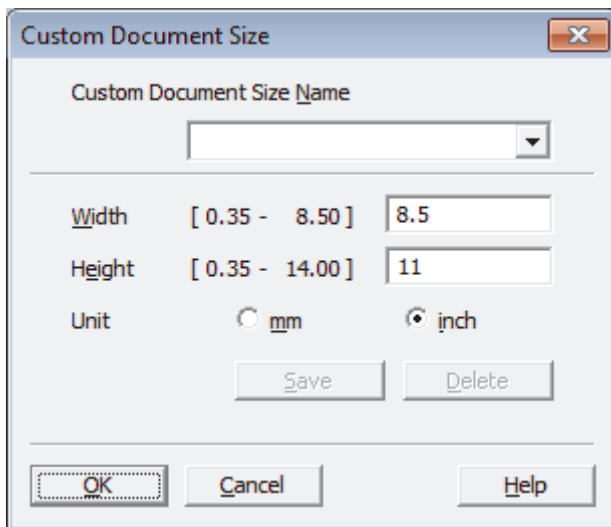 Custom Document Size
Custom Document Size Name
Width [ 0.35 - 8.50 ] 8.5
Height [ 0.35 - 14.00 ] 11
Unit mm inch
Save Delete
OK Cancel Help